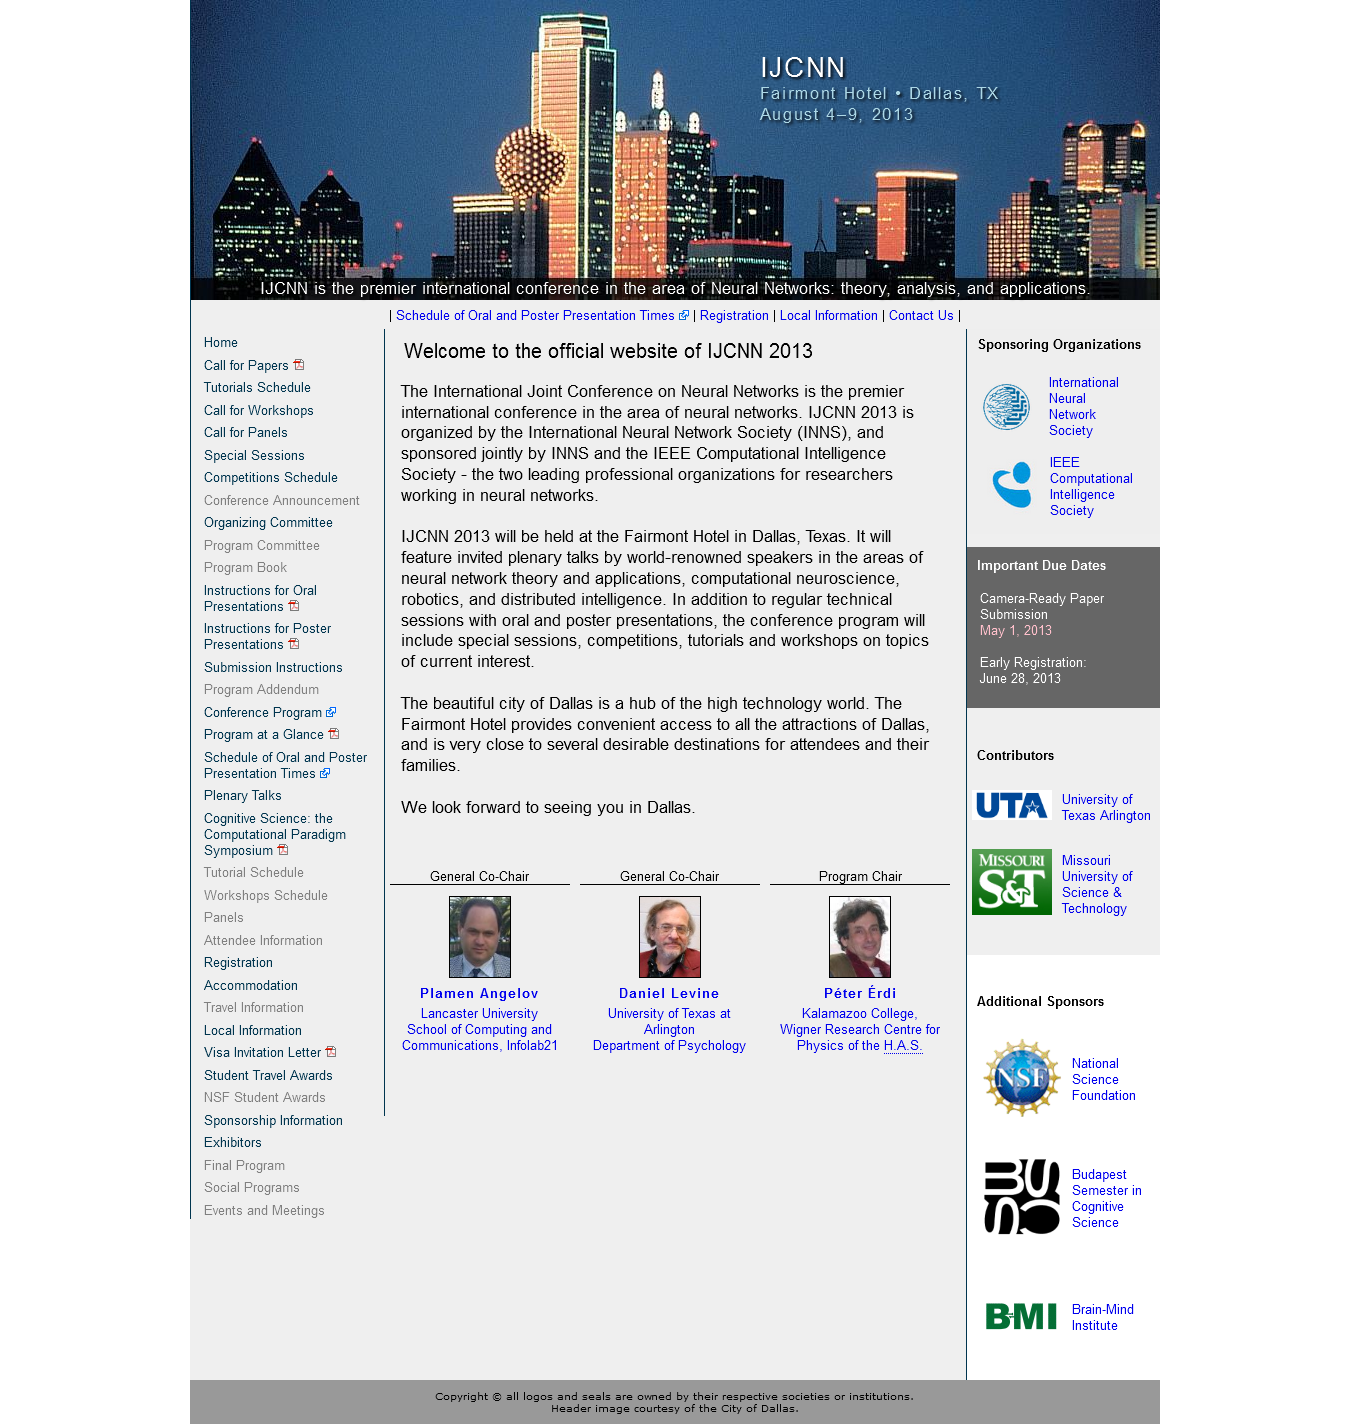 IJCNN
Fairmont Hotel • Dallas, TX
August 4–9, 2013
IJCNN is the premier international conference in the area of Neural Networks: theory, analysis, and applications.
| Schedule of Oral and Poster Presentation Times | Registration | Local Information | Contact Us |
Home
Call for Papers
Tutorials Schedule
Call for Workshops
Call for Panels
Special Sessions
Competitions Schedule
Conference Announcement
Organizing Committee
Program Committee
Program Book
Instructions for Oral
Presentations
Instructions for Poster
Presentations
Submission Instructions
Program Addendum
Conference Program
Program at a Glance
Schedule of Oral and Poster
Presentation Times
Plenary Talks
Cognitive Science: the
Computational Paradigm
Symposium
Tutorial Schedule
Workshops Schedule
Panels
Attendee Information
Registration
Accommodation
Travel Information
Local Information
Visa Invitation Letter
Student Travel Awards
NSF Student Awards
Sponsorship Information
Exhibitors
Final Program
Social Programs
Events and Meetings
Welcome to the official website of IJCNN 2013
The International Joint Conference on Neural Networks is the premier
international conference in the area of neural networks. IJCNN 2013 is
organized by the International Neural Network Society (INNS), and
sponsored jointly by INNS and the IEEE Computational Intelligence
Society - the two leading professional organizations for researchers
working in neural networks.
IJCNN 2013 will be held at the Fairmont Hotel in Dallas, Texas. It will
feature invited plenary talks by world-renowned speakers in the areas of
neural network theory and applications, computational neuroscience,
robotics, and distributed intelligence. In addition to regular technical
sessions with oral and poster presentations, the conference program will
include special sessions, competitions, tutorials and workshops on topics
of current interest.
The beautiful city of Dallas is a hub of the high technology world. The
Fairmont Hotel provides convenient access to all the attractions of Dallas,
and is very close to several desirable destinations for attendees and their
families.
We look forward to seeing you in Dallas.
General Co-Chair
Plamen Angelov
Lancaster University
School of Computing and
Communications, Infolab21
General Co-Chair
Daniel Levine
University of Texas at
Arlington
Department of Psychology
Program Chair
Péter Érdi
Kalamazoo College,
Wigner Research Centre for
Physics of the H.A.S.
Sponsoring Organizations
International
Neural
Network
Society
IEEE
Computational
Intelligence
Society
Important Due Dates
Camera-Ready Paper
Submission
May 1, 2013
Early Registration:
June 28, 2013
Contributors
UTA
University of
Texas Arlington
MISSOURI
S&T
Missouri
University of
Science &
Technology
Additional Sponsors
NSF
National
Science
Foundation
Budapest
Semester in
Cognitive
Science
BMI
Brain-Mind
Institute
Copyright © all logos and seals are owned by their respective societies or institutions.
Header image courtesy of the City of Dallas.